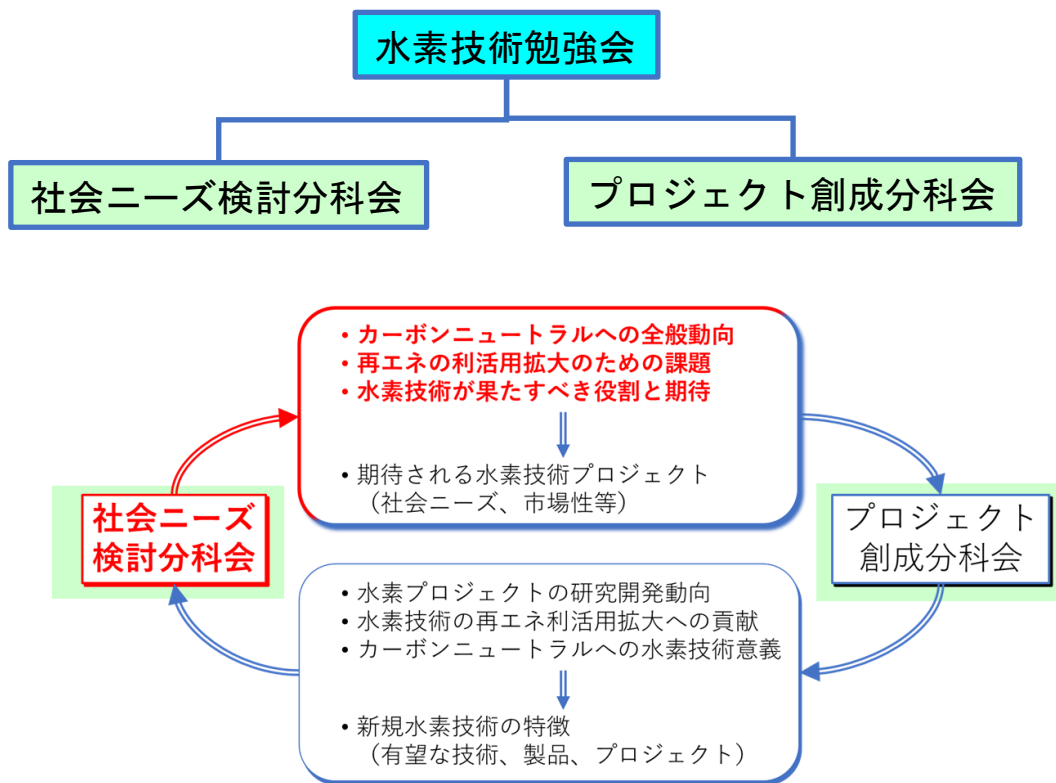 水素技術勉強会
社会ニーズ検討分科会
プロジェクト創成分科会
・カーボンニュートラルへの全般動向
・再エネの利活用拡大のための課題
・水素技術が果たすべき役割と期待
・期待される水素技術プロジェクト
（社会ニーズ、市場性等）
社会ニーズ
検討分科会
プロジェクト
創成分科会
・水素プロジェクトの研究開発動向
・水素技術の再エネ利活用拡大への貢献
・カーボンニュートラルへの水素技術意義
・新規水素技術の特徴
（有望な技術、製品、プロジェクト）